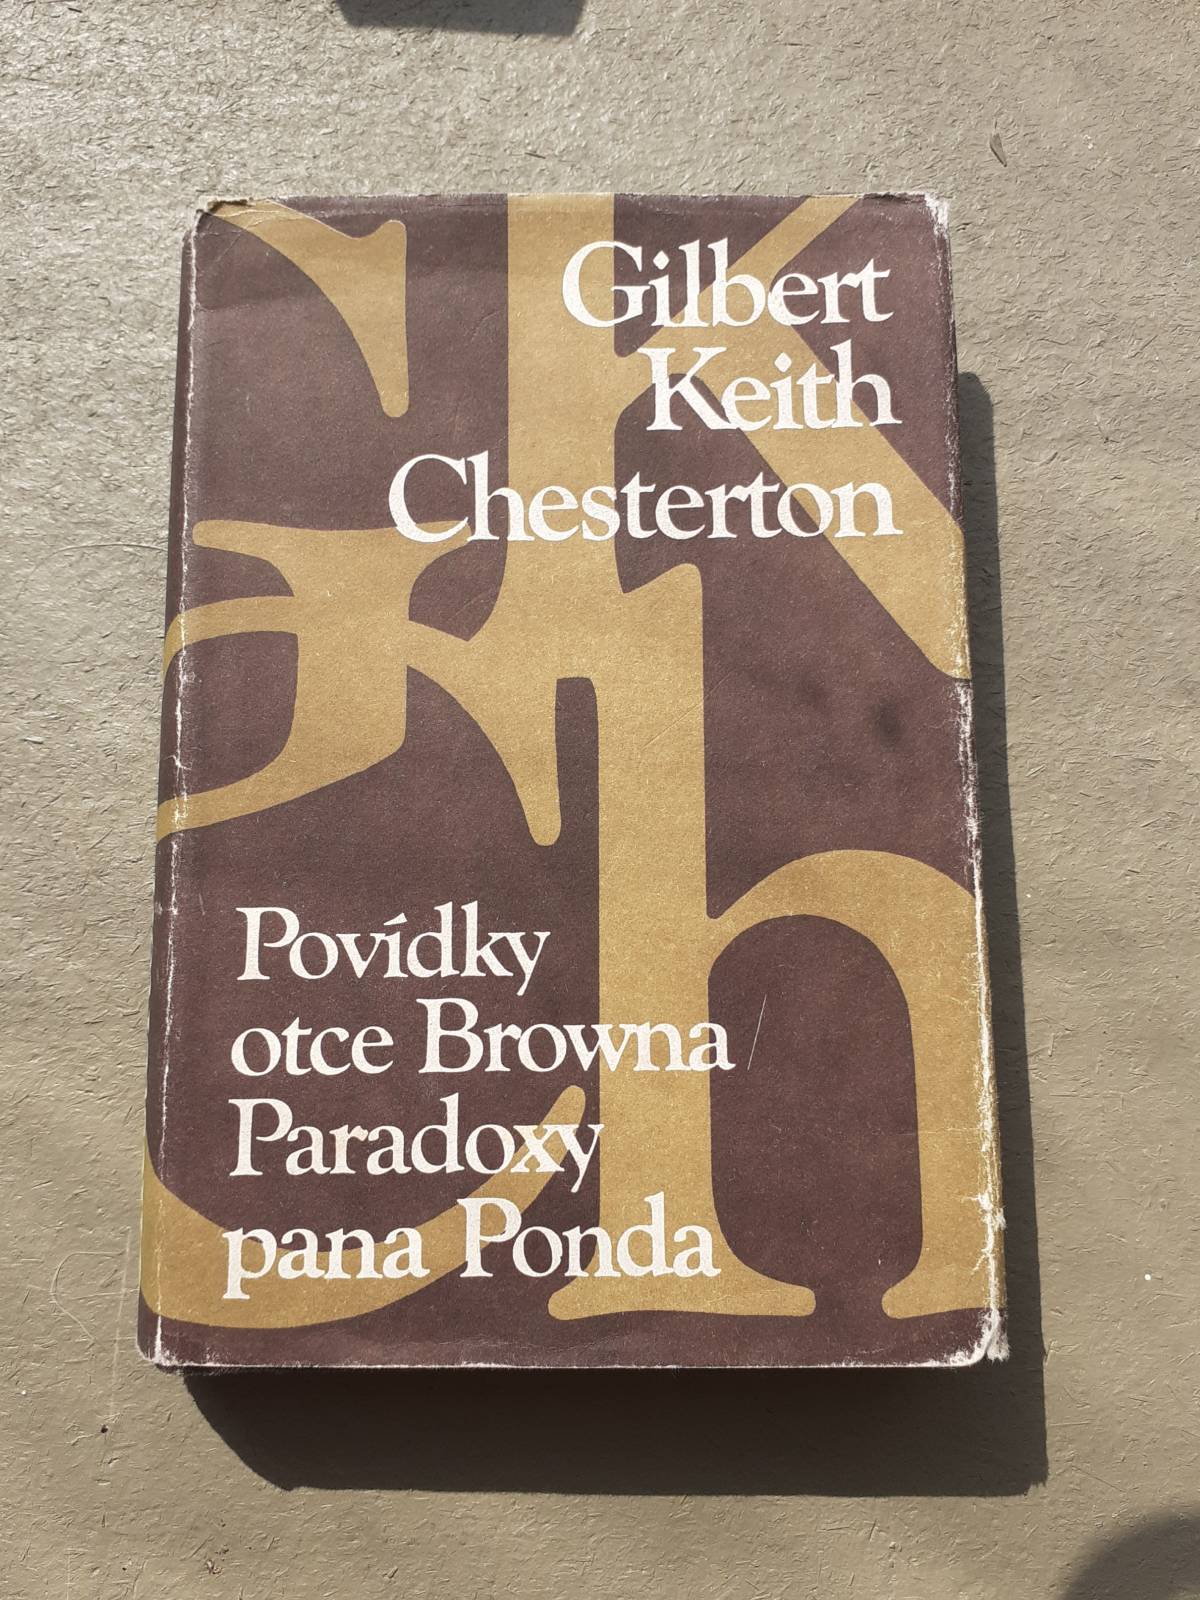 Gilbert
Keith
Chesterton
Povídky
otce Browna
Paradoxy
pana Ponda